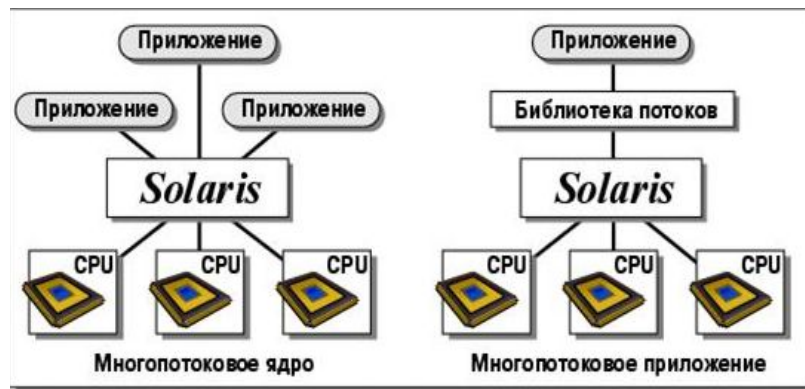 Приложение
Приложение
Приложение
Solaris
CPU
CPU
CPU
Многопотоковое ядро
Приложение
Библиотека потоков
Solaris
CPU
CPU
CPU
Многопотоковое приложение